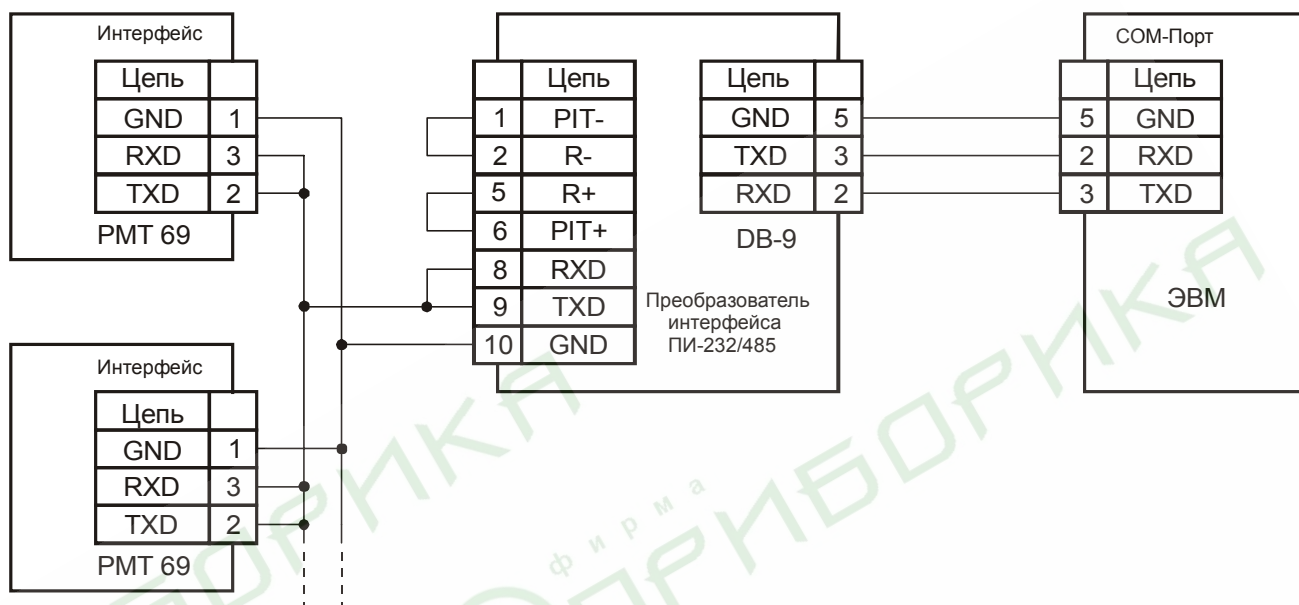 Интерфейс
Цепь
GND 1
RXD 3
TXD 2
РМТ 69
Цепь
1 PIT-
2 R-
5 R+
6 PIT+
8 RXD
9 TXD
10 GND
Цепь
GND 5
TXD 3
RXD 2
DB-9
Преобразователь
интерфейса
ПИ-232/485
COM-Порт
Цепь
5 GND
2 RXD
3 TXD
ЭВМ
Интерфейс
Цепь
GND 1
RXD 3
TXD 2
РМТ 69
фирма
ПРИБОРИКА